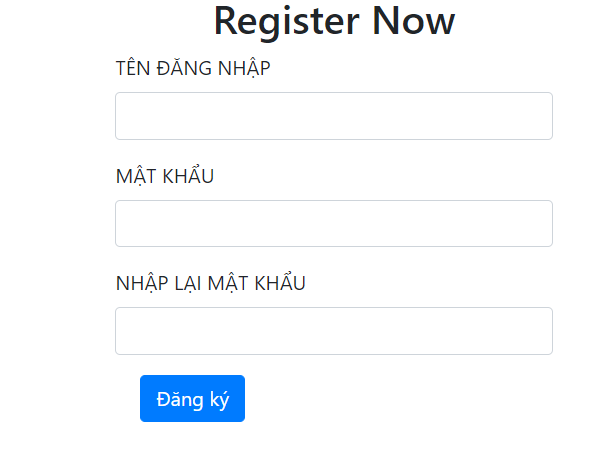 Register Now
TÊN ĐĂNG NHẬP
MẬT KHẨU
NHẬP LẠI MẬT KHẨU
Đăng ký